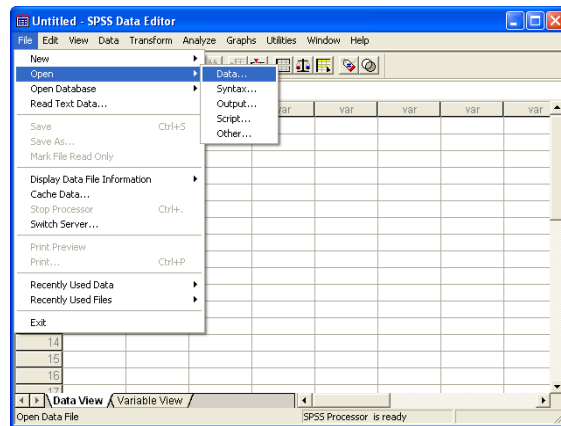 Untitled - SPSS Data Editor
File Edit View Data Transform Analyze Graphs Utilities Window Help
New
Open
Open Database
Read Text Data...
Save Ctrl+S
Save As...
Mark File Read Only
Display Data File Information
Cache Data...
Stop Processor Ctrl+.
Switch Server...
Print Preview
Print... Ctrl+P
Recently Used Data
Recently Used Files
Exit
Data...
Syntax...
Output...
Script...
Other...
var var var var
14
15
16
17
Data View Variable View
Open Data File SPSS Processor is ready